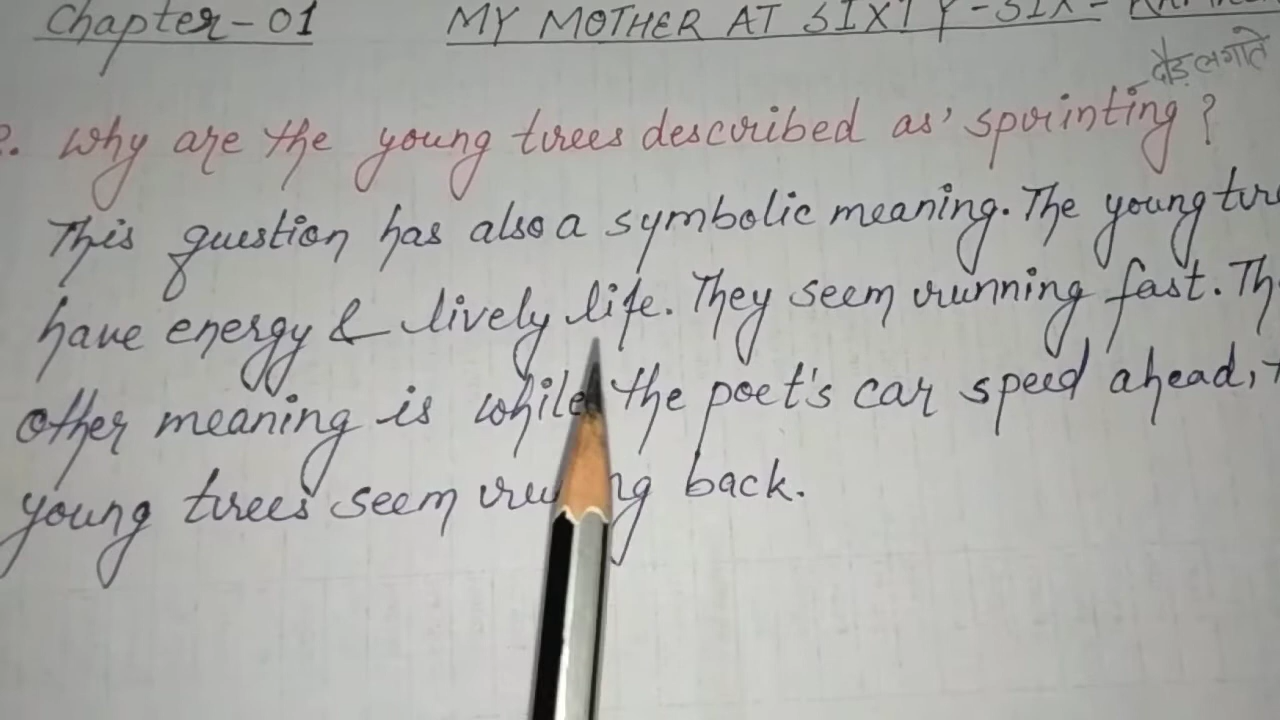 Chapter-01 MY MOTHER AT SIXTY-SIX-
दौड़ लगाते
?. Why are the young trees described as 'sprinting?
This question has also a symbolic meaning. The young
have energy & lively life. They seem running fast.
other meaning is while the poet's car speed ahead,
young trees seem back.